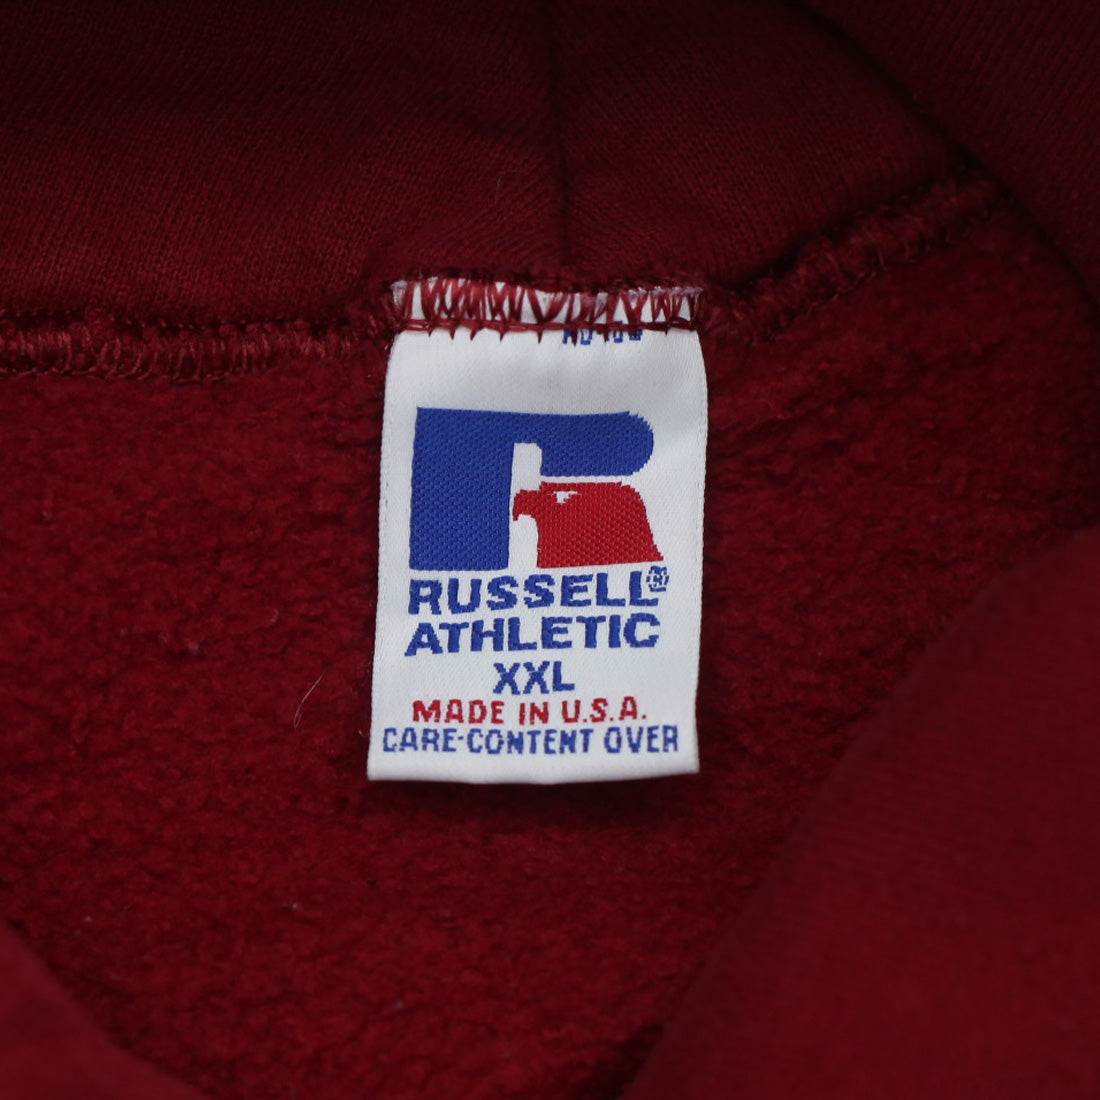 RUSSELL®
ATHLETIC
XXL
MADE IN U.S.A.
CARE-CONTENT OVER